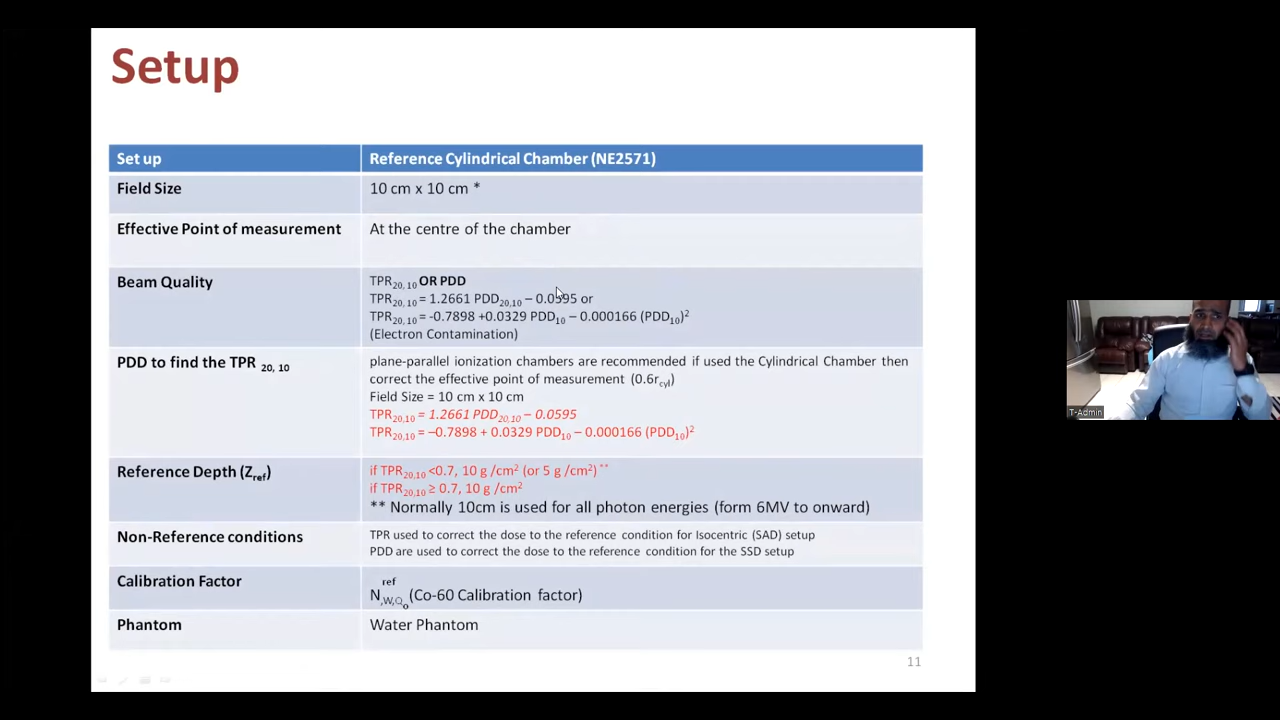 Setup
Set up
Reference Cylindrical Chamber (NE2571)
Field Size
10 cm x 10 cm *
Effective Point of measurement
At the centre of the chamber
Beam Quality
TPR20, 10 OR PDD
TPR20, 10 = 1.2661 PDD20,10 – 0.0595 or
TPR20, 10 = -0.7898 +0.0329 PDD10 – 0.000166 (PDD10)2
(Electron Contamination)
PDD to find the TPR 20, 10
plane-parallel ionization chambers are recommended if used the Cylindrical Chamber then
correct the effective point of measurement (0.6rcyl)
Field Size = 10 cm x 10 cm
TPR20,10 = 1.2661 PDD20,10 – 0.0595
TPR20,10 = –0.7898 + 0.0329 PDD10 – 0.000166 (PDD10)2
Reference Depth (Zref)
if TPR20,10 <0.7, 10 g /cm2 (or 5 g /cm2) **
if TPR20,10 ≥ 0.7, 10 g /cm2
** Normally 10cm is used for all photon energies (form 6MV to onward)
Non-Reference conditions
TPR used to correct the dose to the reference condition for Isocentric (SAD) setup
PDD are used to correct the dose to the reference condition for the SSD setup
Calibration Factor
ref
N,W,Qo (Co-60 Calibration factor)
Phantom
Water Phantom
11
T-Admin